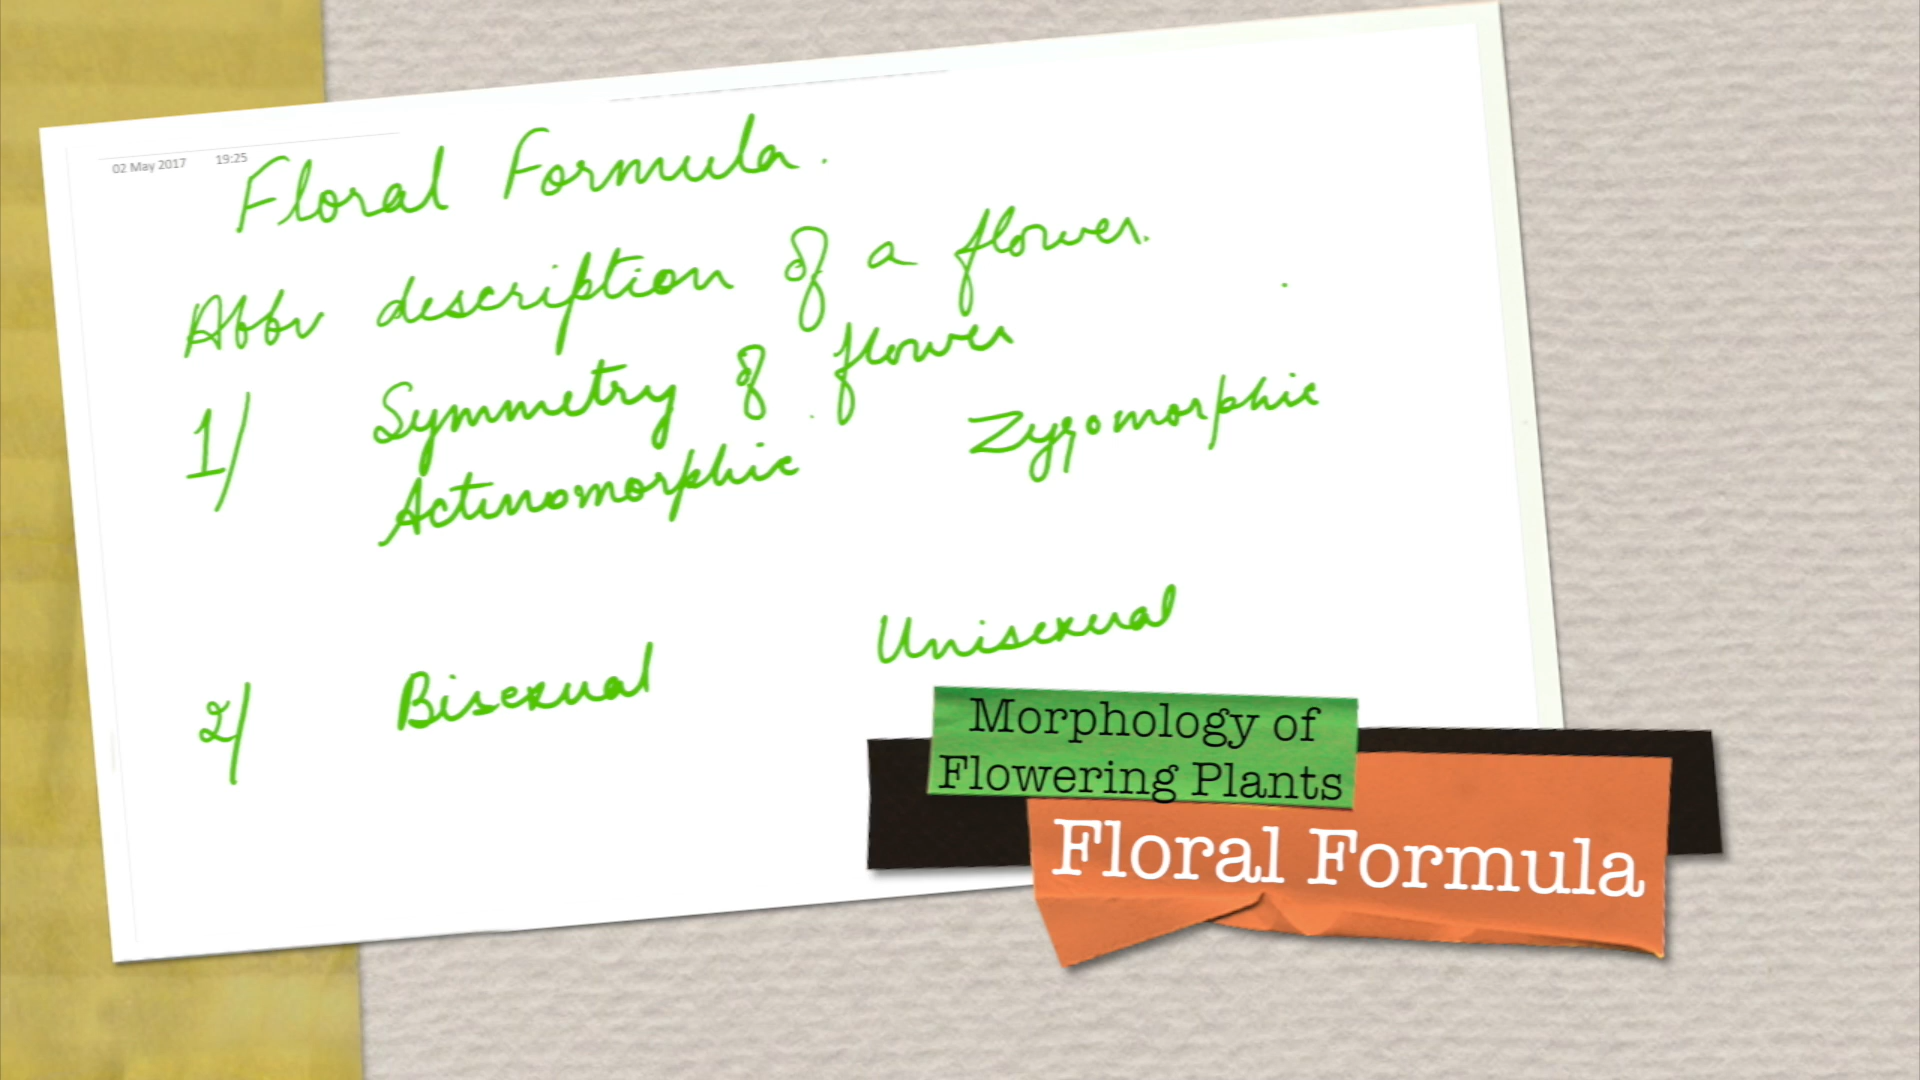 02 May 2017 19:25
Floral Formula.
Abbv description of a flower.
1) Symmetry of flower
Actinomorphic Zygomorphic
2) Bisexual Unisexual
Morphology of
Flowering Plants
Floral Formula